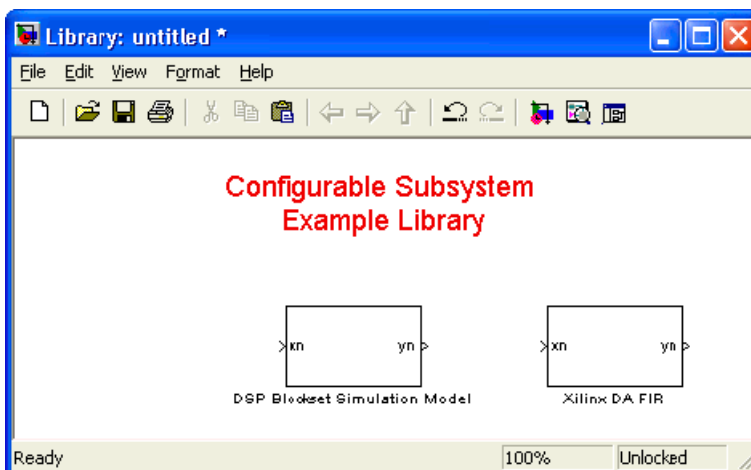 Library: untitled *
File Edit View Format Help
Configurable Subsystem
Example Library
xn yn xn yn
DSP Blockset Simulation Model Xilinx DA FIR
Ready 100% Unlocked